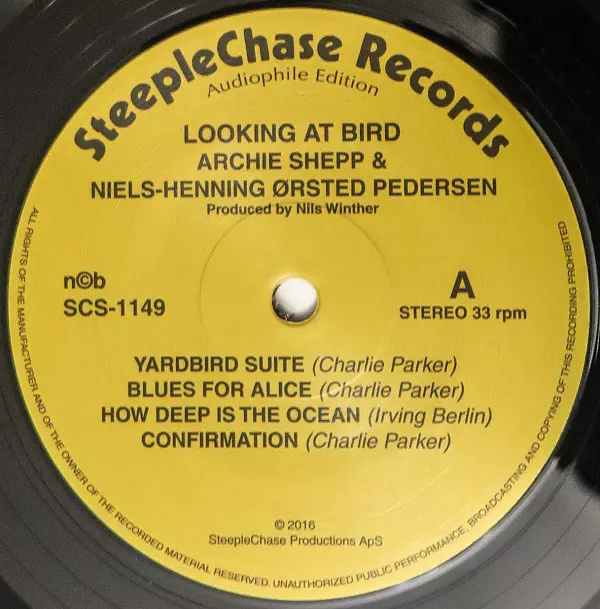 SteepleChase Records
Audiophile Edition
LOOKING AT BIRD
ARCHIE SHEPP &
NIELS-HENNING ØRSTED PEDERSEN
Produced by Nils Winther
n©b
SCS-1149
A
STEREO 33 rpm
YARDBIRD SUITE (Charlie Parker)
BLUES FOR ALICE (Charlie Parker)
HOW DEEP IS THE OCEAN (Irving Berlin)
CONFIRMATION (Charlie Parker)
© 2016
SteepleChase Productions ApS
ALL RIGHTS OF THE MANUFACTURER AND OF THE OWNER OF THE RECORDED MATERIAL RESERVED. UNAUTHORIZED PUBLIC PERFORMANCE, BROADCASTING AND COPYING OF THIS RECORDING PROHIBITED